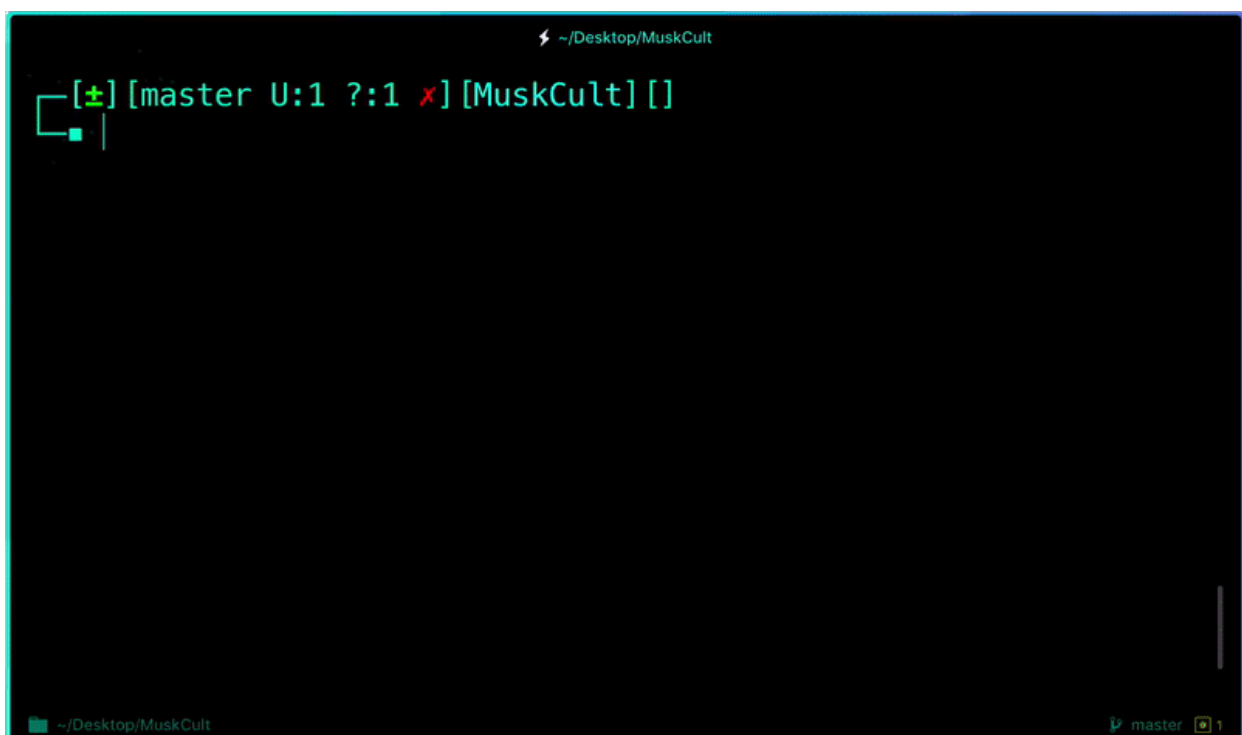 ~/Desktop/MuskCult
[±][master U:1 ?:1 ✗][MuskCult][]
~/Desktop/MuskCult
master 1